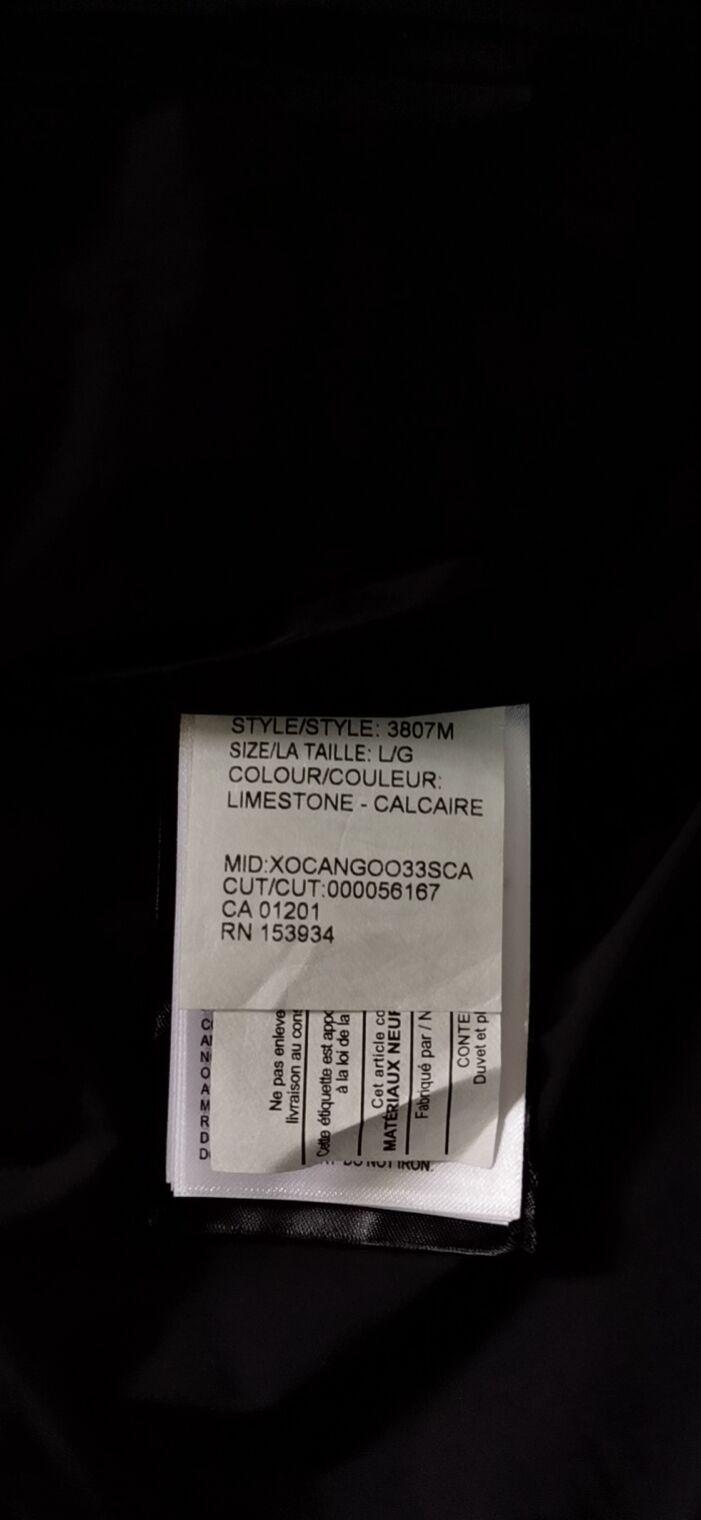 STYLE/STYLE: 3807M
SIZE/LA TAILLE: L/G
COLOUR/COULEUR:
LIMESTONE - CALCAIRE
MID:XOCANGOO33SCA
CUT/CUT:000056167
CA 01201
RN 153934
Ne pas enleve
livraison au cons
Cette étiquette est appo
à la loi de la
Cet article co
MATÉRIAUX NEUF
Fabriqué par / N
CONTE
Duvet et pl
DO NOT IRON.